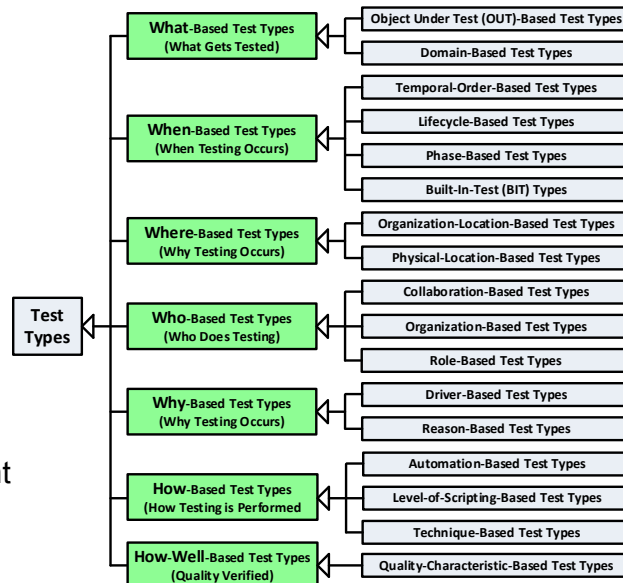 Test
Types
What-Based Test Types
(What Gets Tested)
Object Under Test (OUT)-Based Test Types
Domain-Based Test Types
When-Based Test Types
(When Testing Occurs)
Temporal-Order-Based Test Types
Lifecycle-Based Test Types
Phase-Based Test Types
Built-In-Test (BIT) Types
Where-Based Test Types
(Why Testing Occurs)
Organization-Location-Based Test Types
Physical-Location-Based Test Types
Who-Based Test Types
(Who Does Testing)
Collaboration-Based Test Types
Organization-Based Test Types
Role-Based Test Types
Why-Based Test Types
(Why Testing Occurs)
Driver-Based Test Types
Reason-Based Test Types
How-Based Test Types
(How Testing is Performed
Automation-Based Test Types
Level-of-Scripting-Based Test Types
Technique-Based Test Types
How-Well-Based Test Types
(Quality Verified)
Quality-Characteristic-Based Test Types